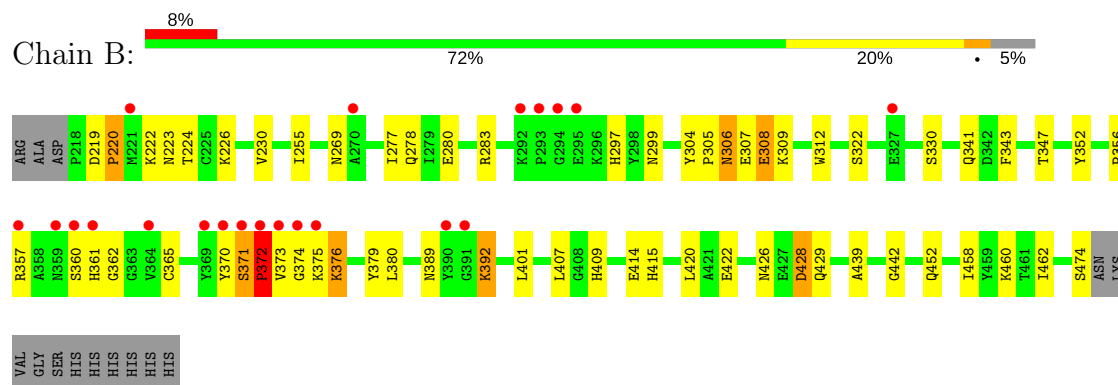 8%
Chain B:
72% 20% • 5%
ARG ALA ASP P218 D219 P220 M221 K222 N223 T224 C225 K226 V230 I255 N269 A270 I277 Q278 I279 E280 R283 K292 P293 G294 E295 K296 H297 Y298 N299 Y304 P305 N306 E307 E308 K309 W312 S322 E327 S330 Q341 D342 F343 T347 Y352
R357 A358 N359 S360 H361 G362 G363 V364 C365 Y369 Y370 S371 P372 V373 G374 K375 K376 Y379 L380 N389 Y390 G391 K392 L401 L407 G408 H409 E414 H415 L420 A421 E422 N426 E427 D428 Q429 A439 G442 Q452 I458 Y459 K460 T461 I462 S474 ASN LYS
VAL GLY SER HIS HIS HIS HIS HIS HIS